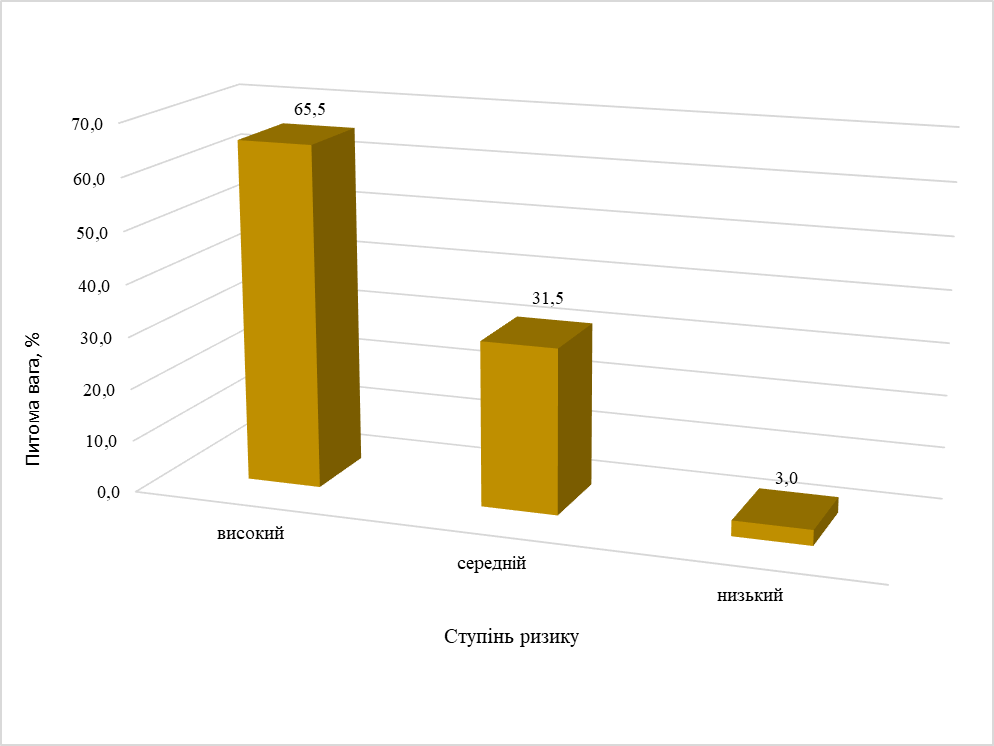 65,5
70,0
60,0
50,0
40,0
30,0
20,0
10,0
0,0
31,5
3,0
Питома вага, %
високий
середній
низький
Ступінь ризику